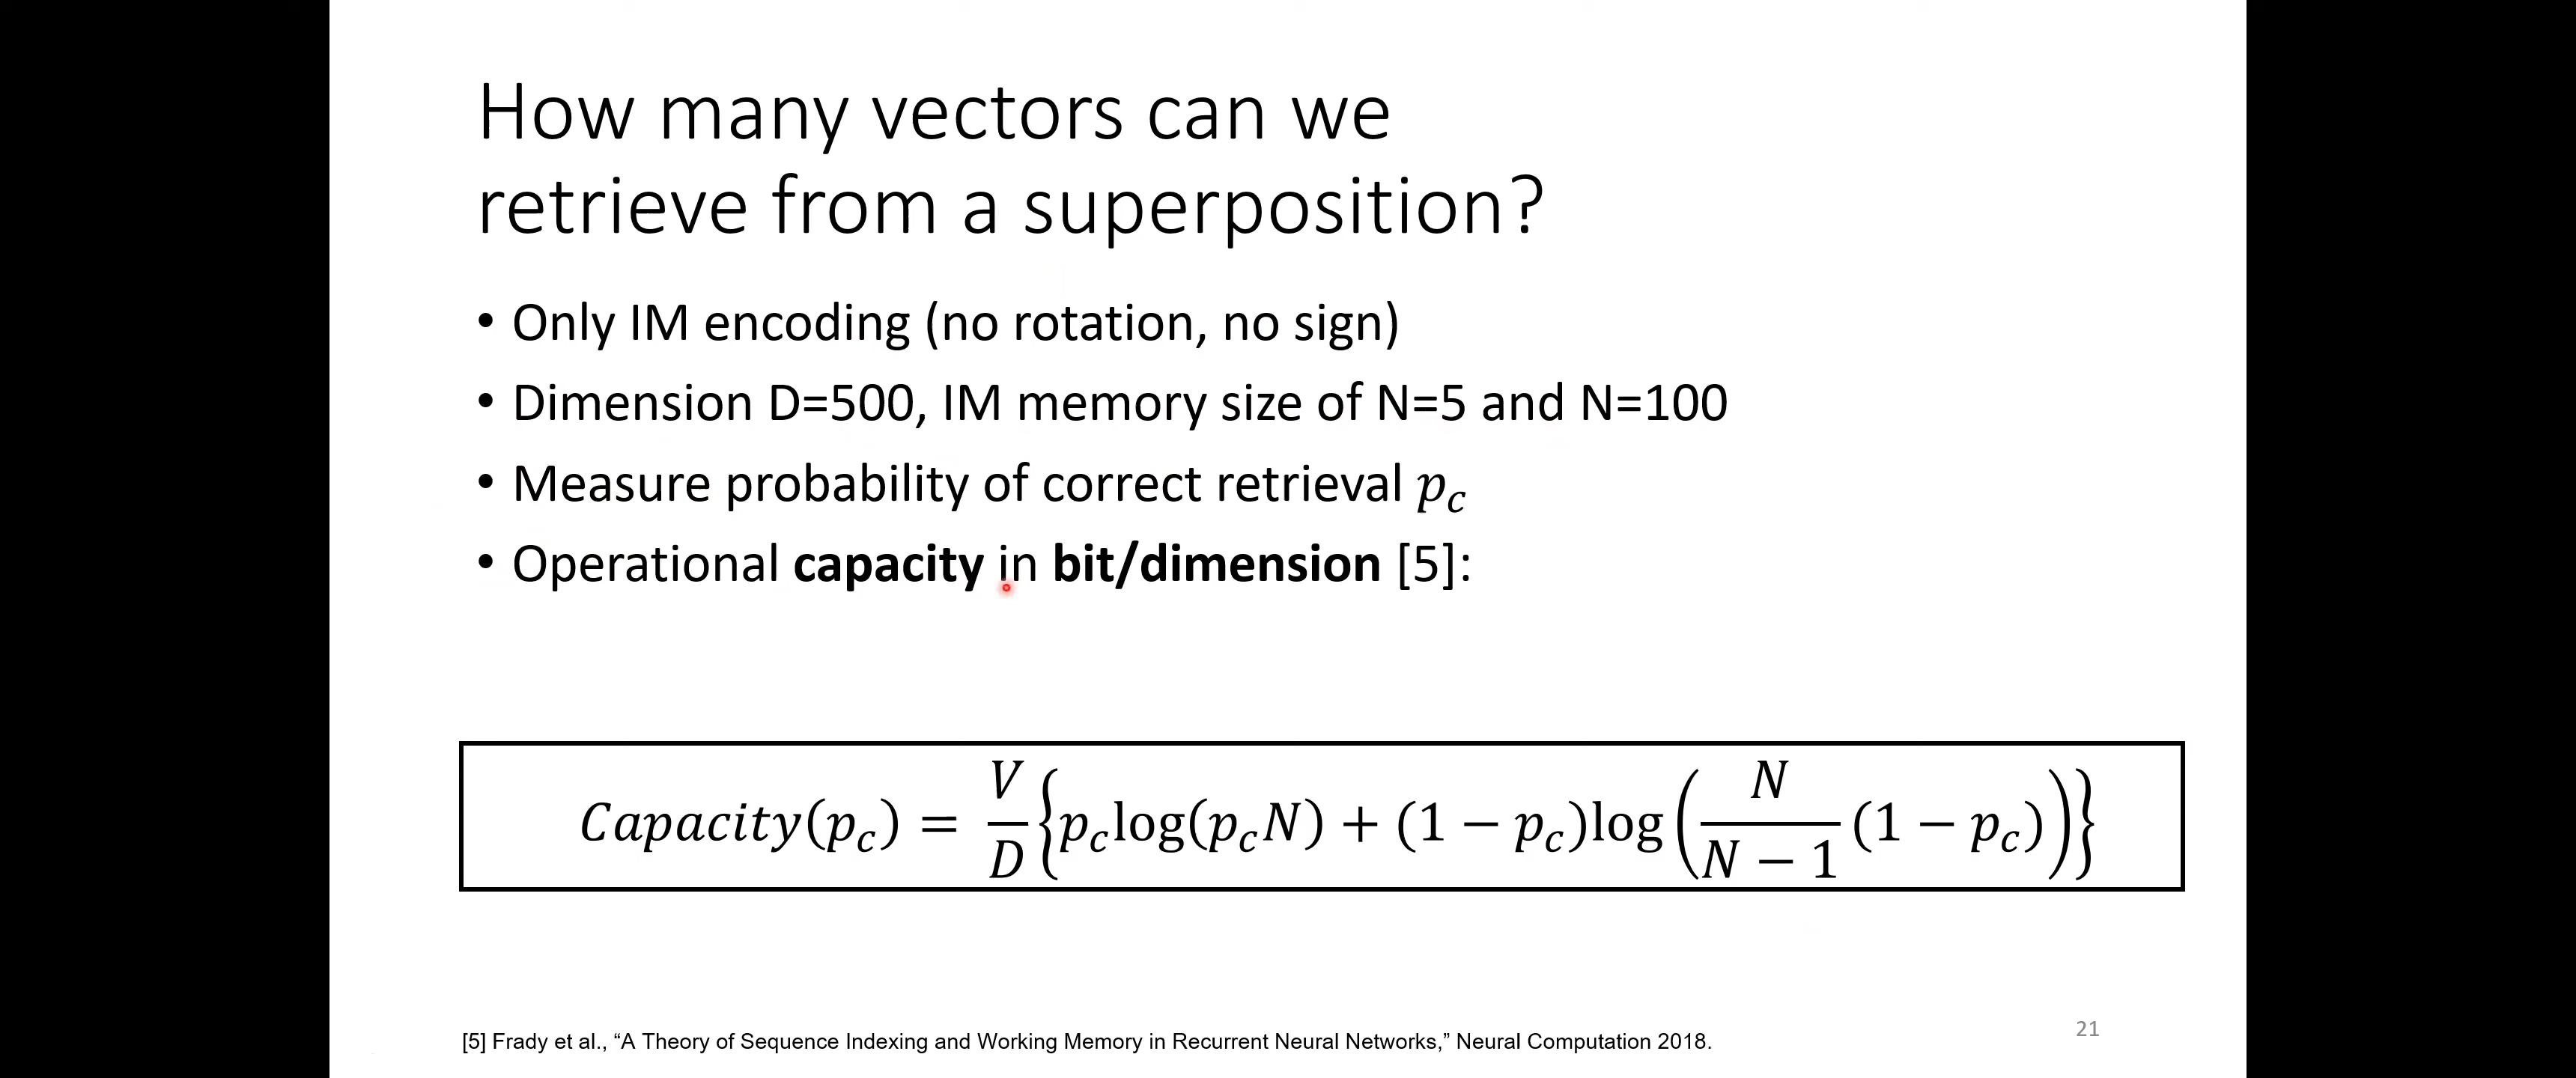 How many vectors can we
retrieve from a superposition?
• Only IM encoding (no rotation, no sign)
• Dimension D=500, IM memory size of N=5 and N=100
• Measure probability of correct retrieval p_c
• Operational capacity in bit/dimension [5]:
Capacity(p_c) = V/D {p_c log(p_c N) + (1 − p_c) log(N/(N − 1) (1 − p_c))}
[5] Frady et al., “A Theory of Sequence Indexing and Working Memory in Recurrent Neural Networks,” Neural Computation 2018.
21